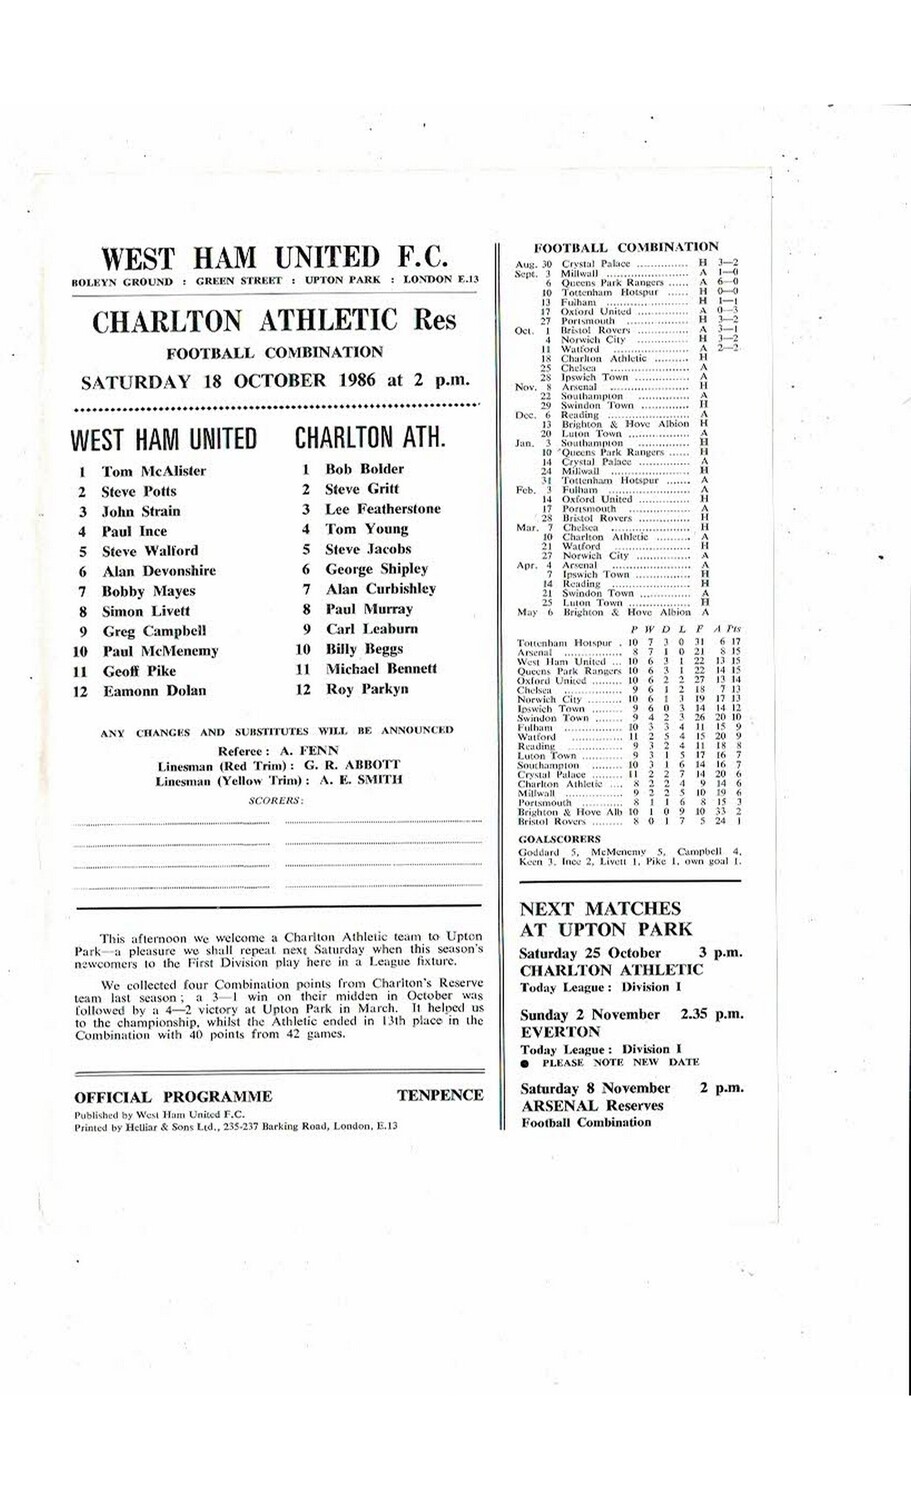 WEST HAM UNITED F.C.
BOLEYN GROUND : GREEN STREET : UPTON PARK : LONDON E.13
CHARLTON ATHLETIC Res
FOOTBALL COMBINATION
SATURDAY 18 OCTOBER 1986 at 2 p.m.
WEST HAM UNITED
1 Tom McAlister
2 Steve Potts
3 John Strain
4 Paul Ince
5 Steve Walford
6 Alan Devonshire
7 Bobby Mayes
8 Simon Livett
9 Greg Campbell
10 Paul McMenemy
11 Geoff Pike
12 Eamonn Dolan
CHARLTON ATH.
1 Bob Bolder
2 Steve Gritt
3 Lee Featherstone
4 Tom Young
5 Steve Jacobs
6 George Shipley
7 Alan Curbishley
8 Paul Murray
9 Carl Leaburn
10 Billy Beggs
11 Michael Bennett
12 Roy Parkyn
ANY CHANGES AND SUBSTITUTES WILL BE ANNOUNCED
Referee : A. FENN
Linesman (Red Trim) : G. R. ABBOTT
Linesman (Yellow Trim) : A. E. SMITH
SCORERS:
This afternoon we welcome a Charlton Athletic team to Upton
Park—a pleasure we shall repeat next Saturday when this season's
newcomers to the First Division play here in a League fixture.
We collected four Combination points from Charlton's Reserve
team last season ; a 3—1 win on their midden in October was
followed by a 4—2 victory at Upton Park in March. It helped us
to the championship, whilst the Athletic ended in 13th place in the
Combination with 40 points from 42 games.
OFFICIAL PROGRAMME TENPENCE
Published by West Ham United F.C.
Printed by Helliar & Sons Ltd., 235-237 Barking Road, London, E.13
FOOTBALL COMBINATION
Aug. 30 Crystal Palace ............... H 3—2
Sept. 3 Millwall ........................ A 1—0
6 Queens Park Rangers ...... A 6—0
10 Tottenham Hotspur ...... H 0—0
13 Fulham ........................ H 1—1
17 Oxford United ............... A 0—3
27 Portsmouth .................. H 3—2
Oct. 1 Bristol Rovers ............... A 3—1
4 Norwich City ............... H 3—2
11 Watford ..................... A 2—2
18 Charlton Athletic .......... H
25 Chelsea ....................... A
28 Ipswich Town ................ A
Nov. 8 Arsenal ....................... H
22 Southampton ............... A
29 Swindon Town .............. H
Dec. 6 Reading ....................... A
13 Brighton & Hove Albion H
20 Luton Town .................. A
Jan. 3 Southampton ............... H
10 Queens Park Rangers ...... H
14 Crystal Palace ............... A
24 Millwall ....................... H
31 Tottenham Hotspur ....... A
Feb. 3 Fulham ........................ A
14 Oxford United ............... H
17 Portsmouth .................. A
28 Bristol Rovers ............... H
Mar. 7 Chelsea ....................... H
10 Charlton Athletic .......... A
21 Watford ..................... H
27 Norwich City ............... A
Apr. 4 Arsenal ....................... A
7 Ipswich Town ................ H
14 Reading ....................... H
21 Swindon Town .............. A
25 Luton Town .................. H
May 6 Brighton & Hove Albion A
P W D L F A Pts
Tottenham Hotspur . 10 7 3 0 31 6 17
Arsenal ................. 8 7 1 0 21 8 15
West Ham United ... 10 6 3 1 22 13 15
Queens Park Rangers 10 6 3 1 22 14 15
Oxford United ......... 10 6 2 2 27 13 14
Chelsea ................. 9 6 1 2 18 7 13
Norwich City .......... 10 6 1 3 19 17 13
Ipswich Town ......... 9 6 0 3 14 14 12
Swindon Town ........ 9 4 2 3 26 20 10
Fulham .................. 10 3 3 4 11 15 9
Watford ............... 11 2 5 4 15 20 9
Reading ................. 9 3 2 4 11 18 8
Luton Town ............ 9 3 1 5 17 16 7
Southampton ......... 10 3 1 6 14 16 7
Crystal Palace ......... 11 2 2 7 14 20 6
Charlton Athletic .... 8 2 2 4 9 14 6
Millwall ................. 9 2 2 5 10 19 6
Portsmouth ............ 8 1 1 6 8 15 3
Brighton & Hove Alb 10 1 0 9 10 33 2
Bristol Rovers ......... 8 0 1 7 5 24 1
GOALSCORERS
Goddard 5, McMenemy 5, Campbell 4,
Keen 3, Ince 2, Livett 1, Pike 1, own goal 1.
NEXT MATCHES
AT UPTON PARK
Saturday 25 October 3 p.m.
CHARLTON ATHLETIC
Today League : Division I
Sunday 2 November 2.35 p.m.
EVERTON
Today League : Division I
● PLEASE NOTE NEW DATE
Saturday 8 November 2 p.m.
ARSENAL Reserves
Football Combination